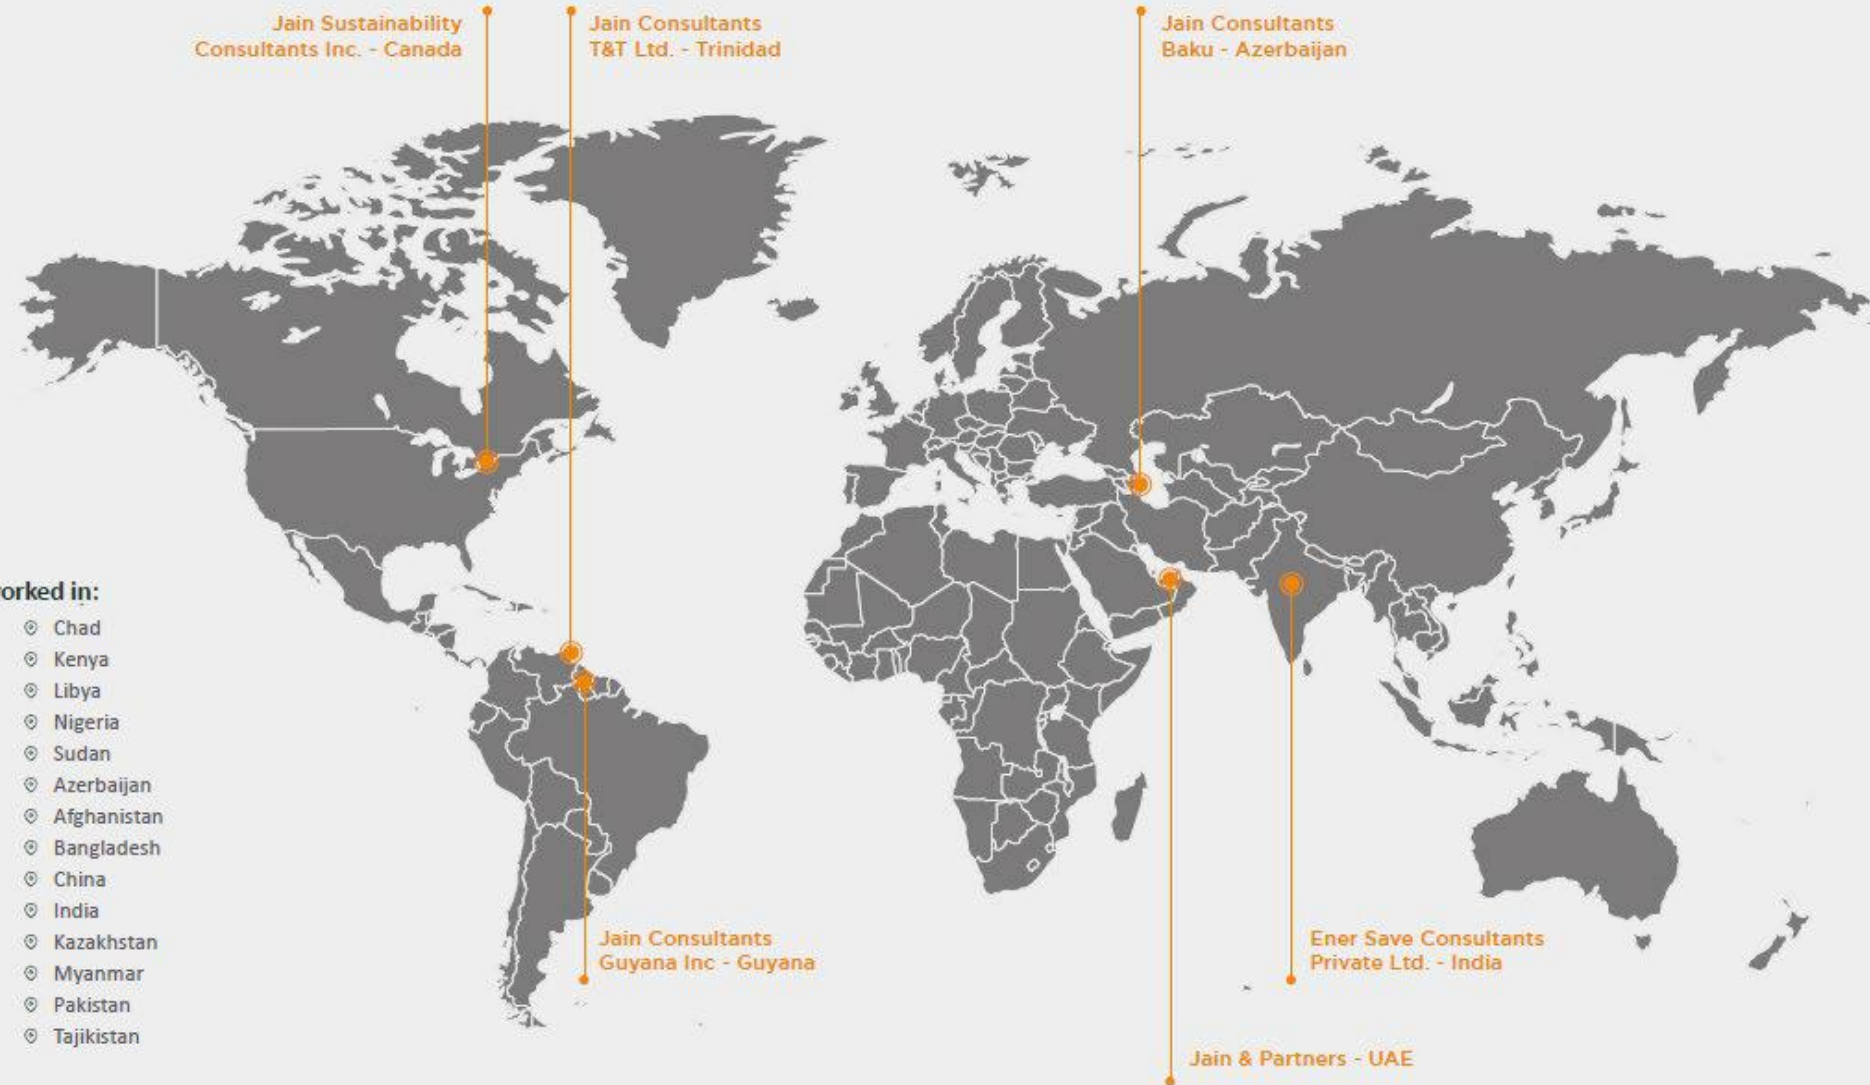 Jain Sustainability
Consultants Inc. - Canada
Jain Consultants
T&T Ltd. - Trinidad
Jain Consultants
Baku - Azerbaijan
in:
Chad
Kenya
Libya
Nigeria
Sudan
Azerbaijan
Afghanistan
Bangladesh
China
India
Kazakhstan
Myanmar
Pakistan
Tajikistan
Jain Consultants
Guyana Inc - Guyana
Ener Save Consultants
Private Ltd. - India
Jain & Partners - UAE